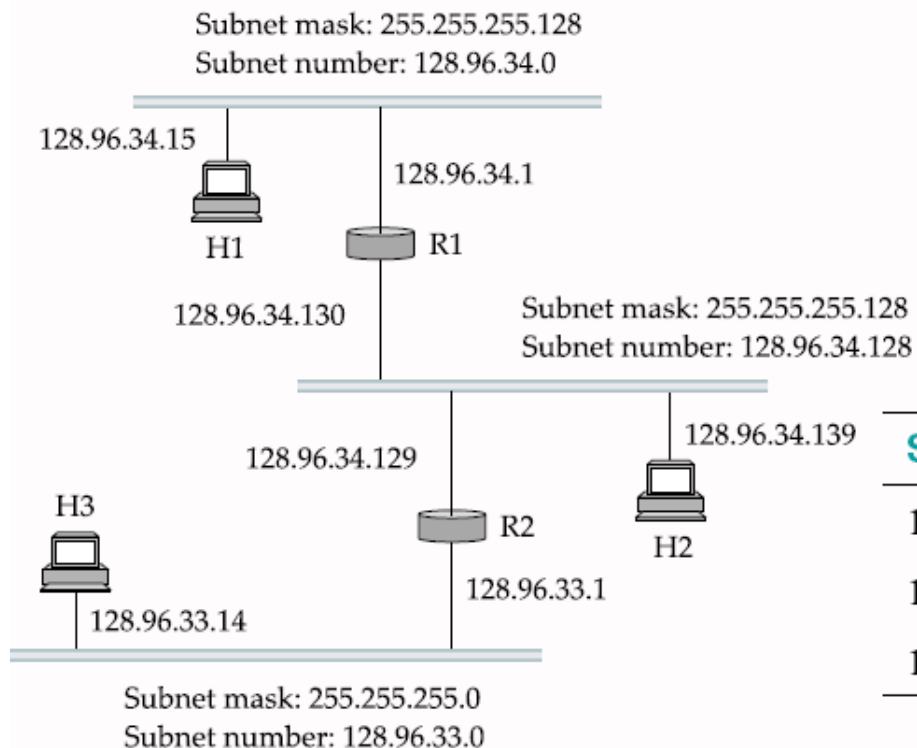 Subnet mask: 255.255.255.128
Subnet number: 128.96.34.0
128.96.34.15
128.96.34.1
H1
R1
128.96.34.130
Subnet mask: 255.255.255.128
Subnet number: 128.96.34.128
128.96.34.139
128.96.34.129
H3
R2
H2
128.96.33.1
128.96.33.14
Subnet mask: 255.255.255.0
Subnet number: 128.96.33.0
S
1
1
1